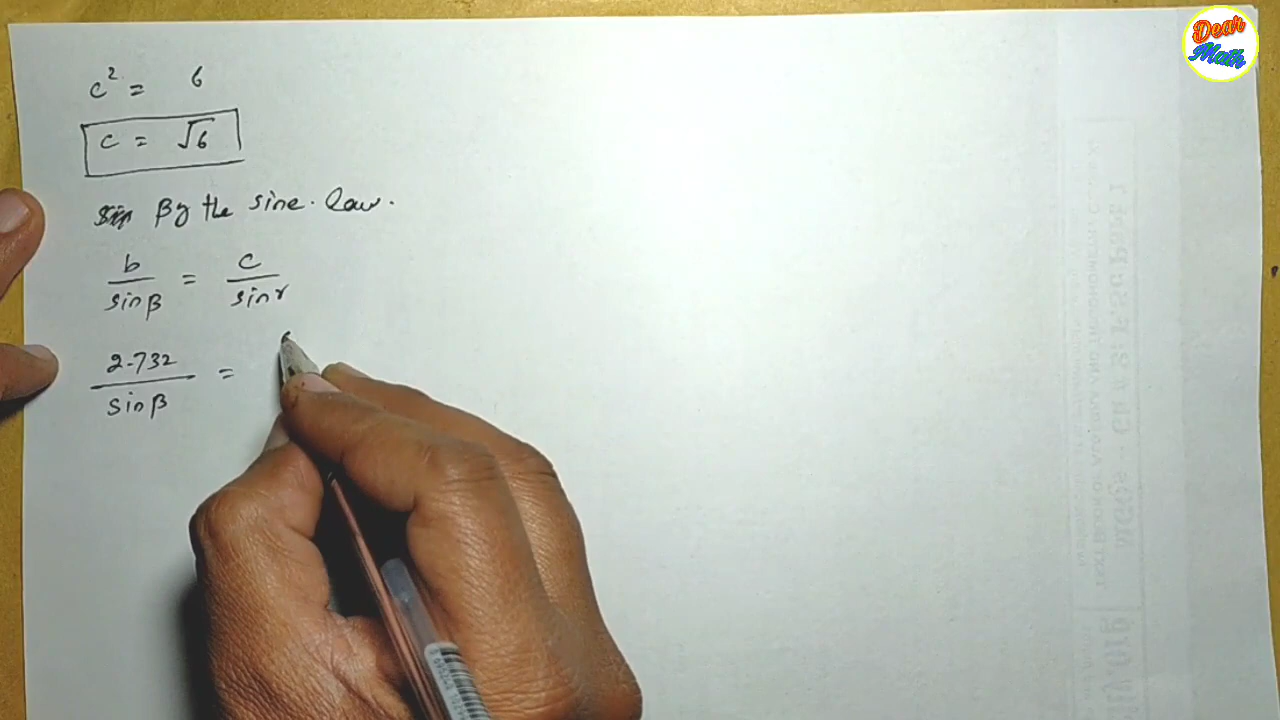 Dear
Math
c² = 6
c = √6
By the sine law.
b/sinβ = c/sinγ
2.732/sinβ =